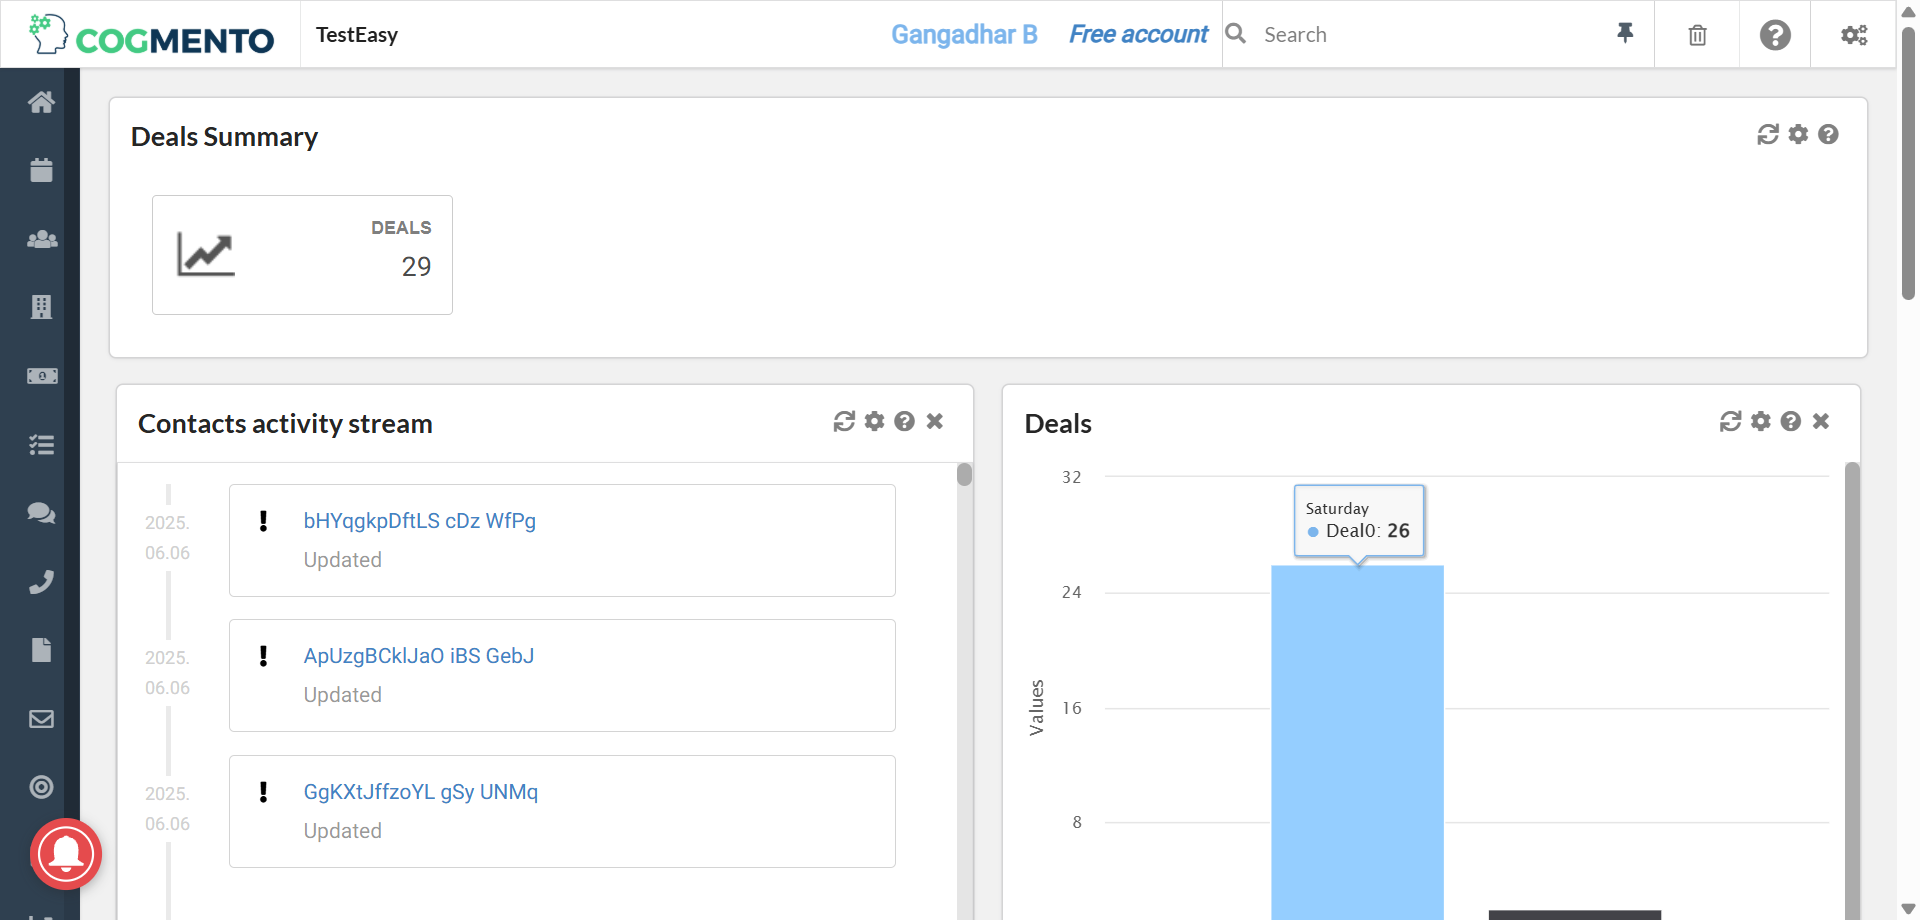 COGMENTO
TestEasy
Gangadhar B
Free account
Search
Deals Summary
DEALS
29
Contacts activity stream
2025.
06.06
bHYqgkpDftLS cDz WfPg
Updated
2025.
06.06
ApUzgBCklJaO iBS GebJ
Updated
2025.
06.06
GgKXtJffzoYL gSy UNMq
Updated
Deals
32
24
16
8
Values
Saturday
Deal0: 26